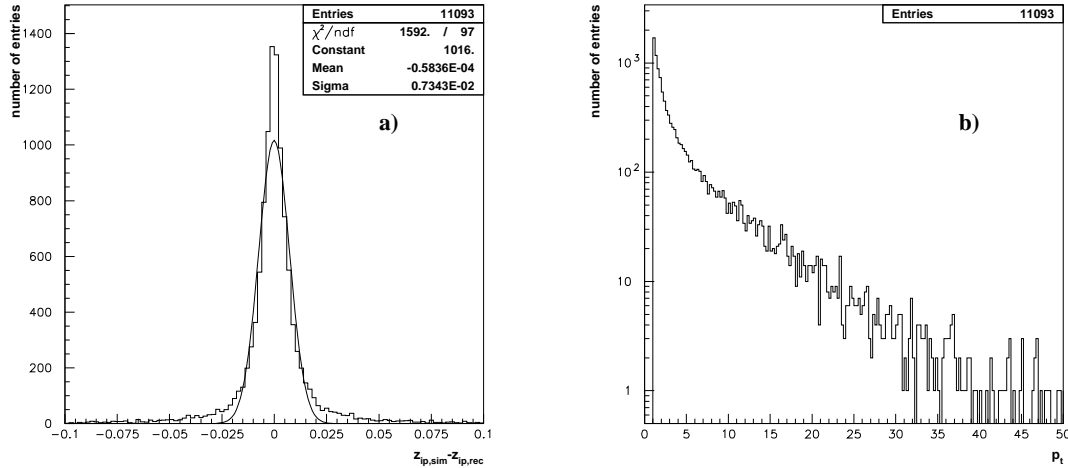 number of entries
1400
1200
1000
800
600
400
200
0
Entries 11093
χ²/ndf 1592. / 97
Constant 1016.
Mean -0.5836E-04
Sigma 0.7343E-02
a)
−0.1 −0.075 −0.05 −0.025 0 0.025 0.05 0.075 0.1
z_ip,sim-z_ip,rec
number of entries
10³
10²
10
1
Entries 11093
b)
0 5 10 15 20 25 30 35 40 45 50
p_t